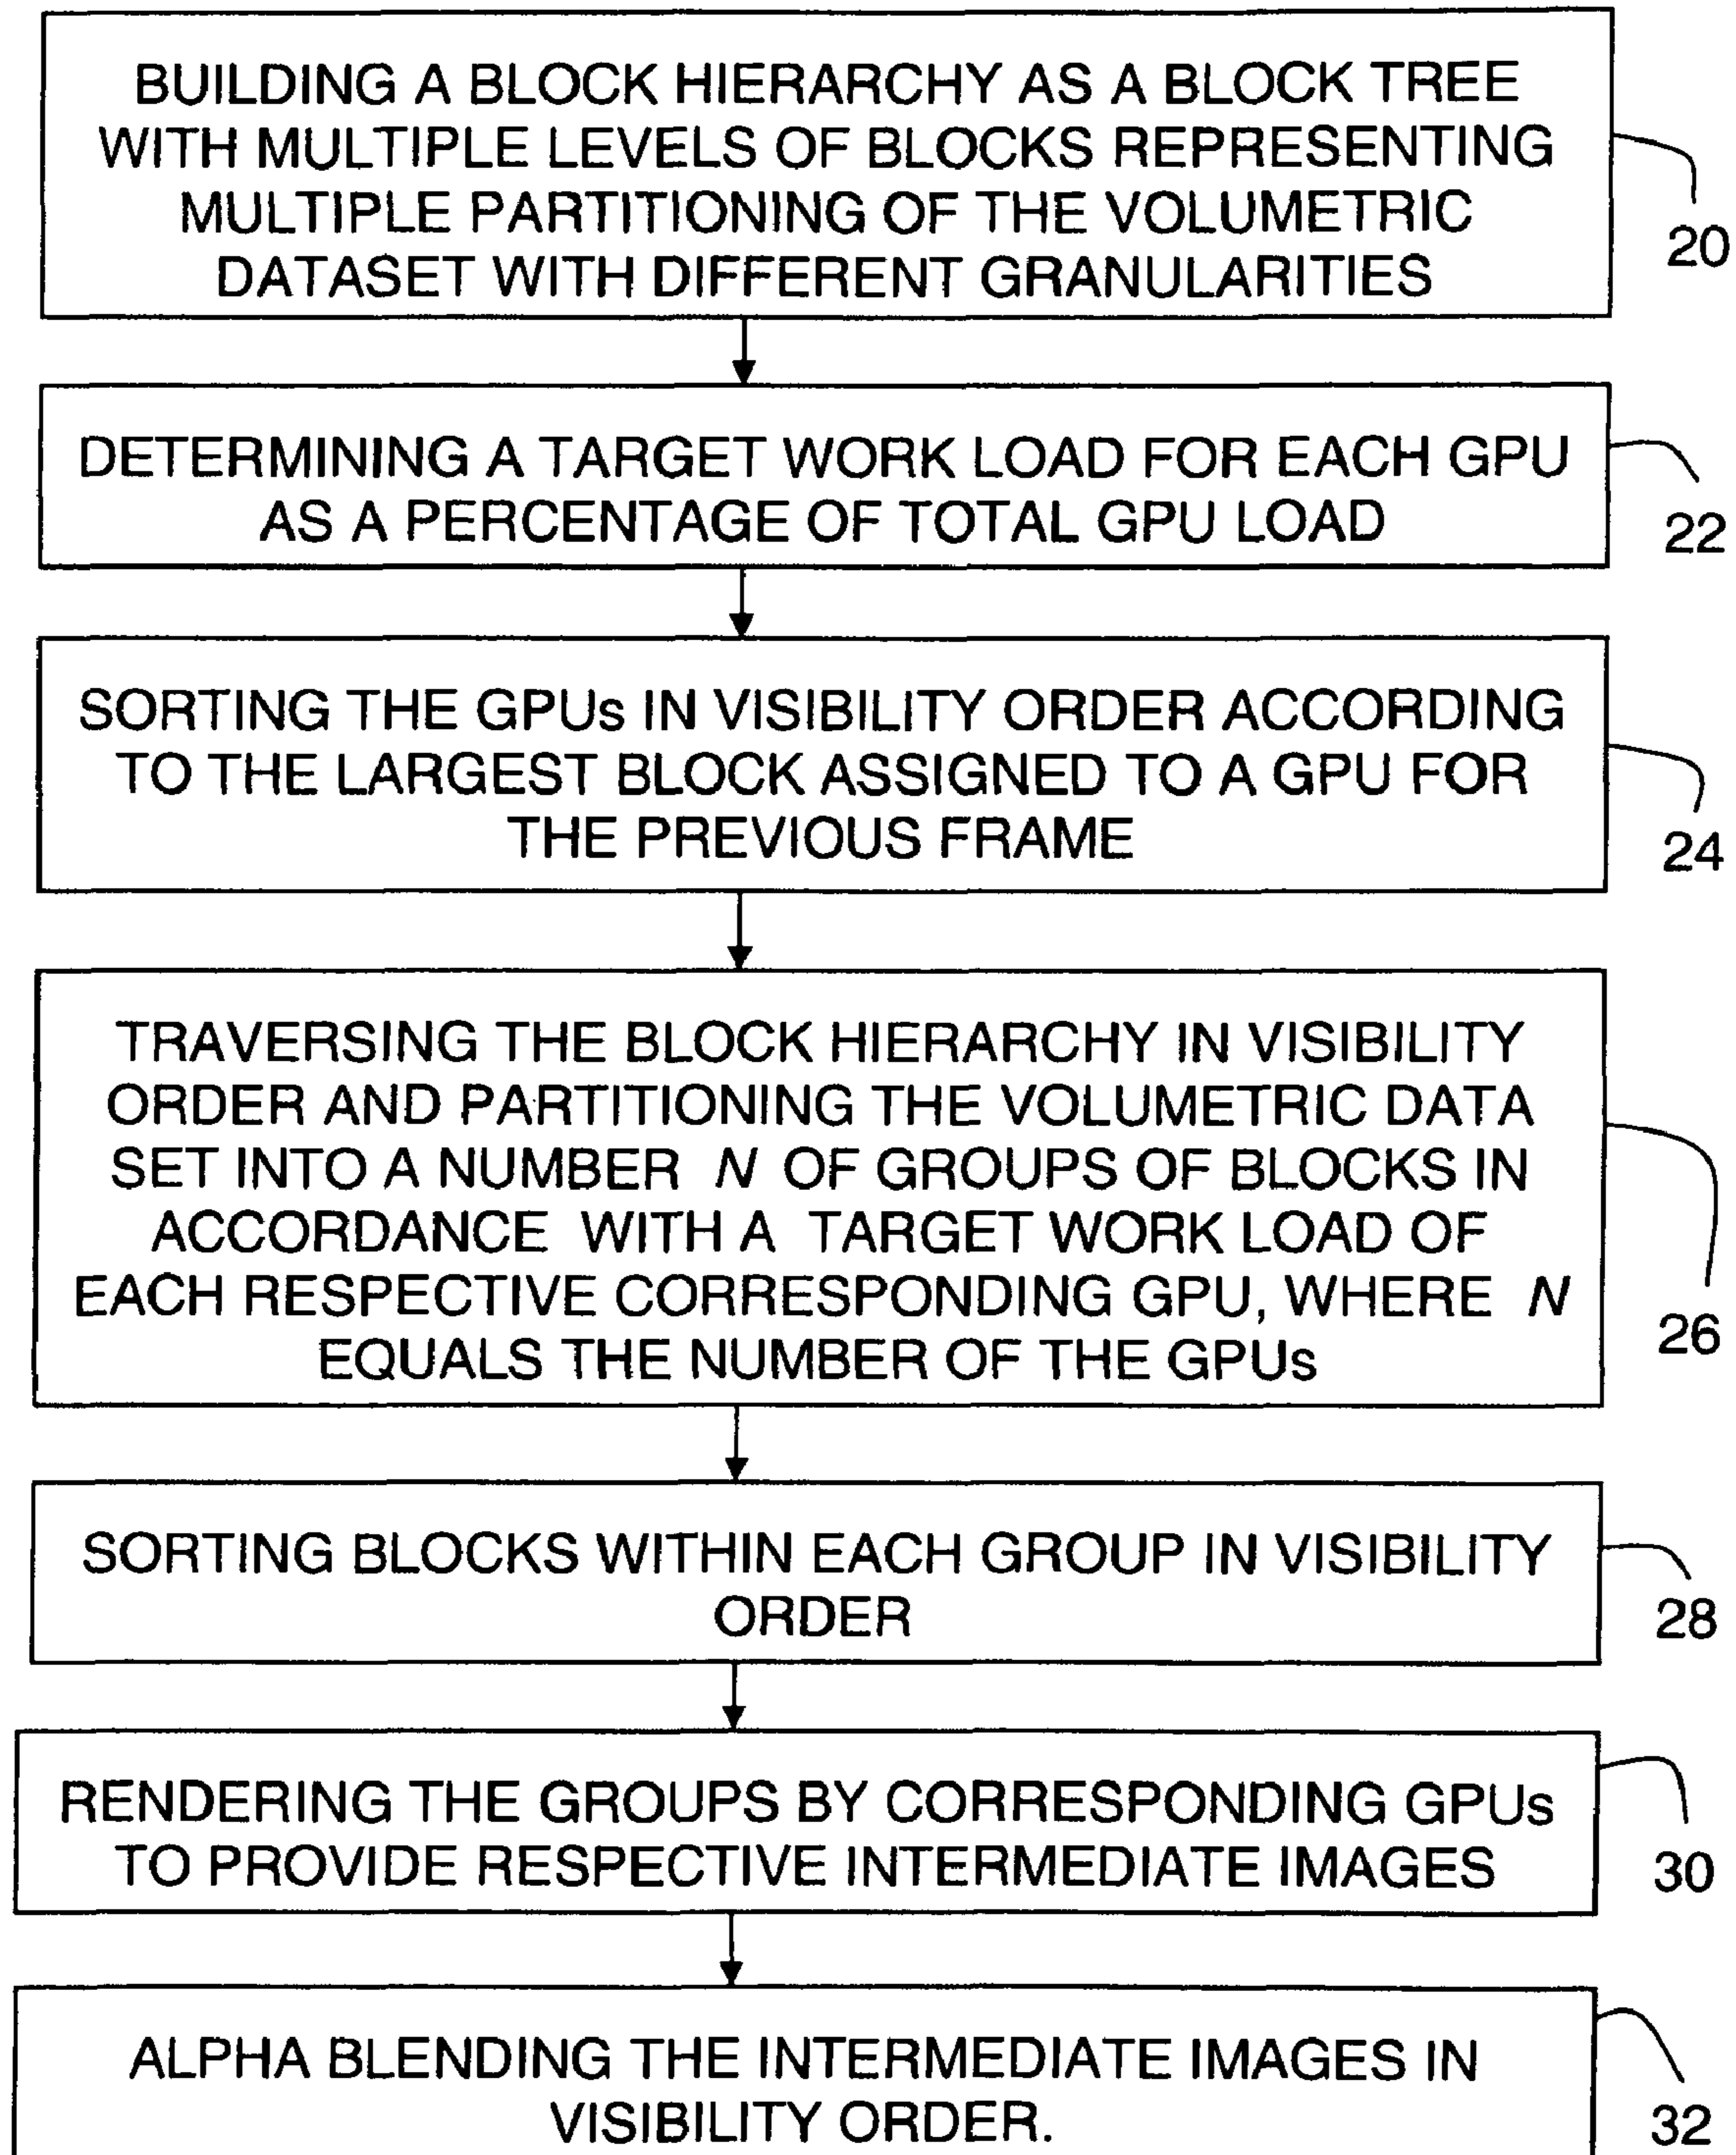 BUILDING A BLOCK HIERARCHY AS A BLOCK TREE
WITH MULTIPLE LEVELS OF BLOCKS REPRESENTING
MULTIPLE PARTITIONING OF THE VOLUMETRIC
DATASET WITH DIFFERENT GRANULARITIES
20
DETERMINING A TARGET WORK LOAD FOR EACH GPU
AS A PERCENTAGE OF TOTAL GPU LOAD
22
SORTING THE GPUs IN VISIBILITY ORDER ACCORDING
TO THE LARGEST BLOCK ASSIGNED TO A GPU FOR
THE PREVIOUS FRAME
24
TRAVERSING THE BLOCK HIERARCHY IN VISIBILITY
ORDER AND PARTITIONING THE VOLUMETRIC DATA
SET INTO A NUMBER N OF GROUPS OF BLOCKS IN
ACCORDANCE WITH A TARGET WORK LOAD OF
EACH RESPECTIVE CORRESPONDING GPU, WHERE N
EQUALS THE NUMBER OF THE GPUs
26
SORTING BLOCKS WITHIN EACH GROUP IN VISIBILITY
ORDER
28
RENDERING THE GROUPS BY CORRESPONDING GPUs
TO PROVIDE RESPECTIVE INTERMEDIATE IMAGES
30
ALPHA BLENDING THE INTERMEDIATE IMAGES IN
VISIBILITY ORDER.
32